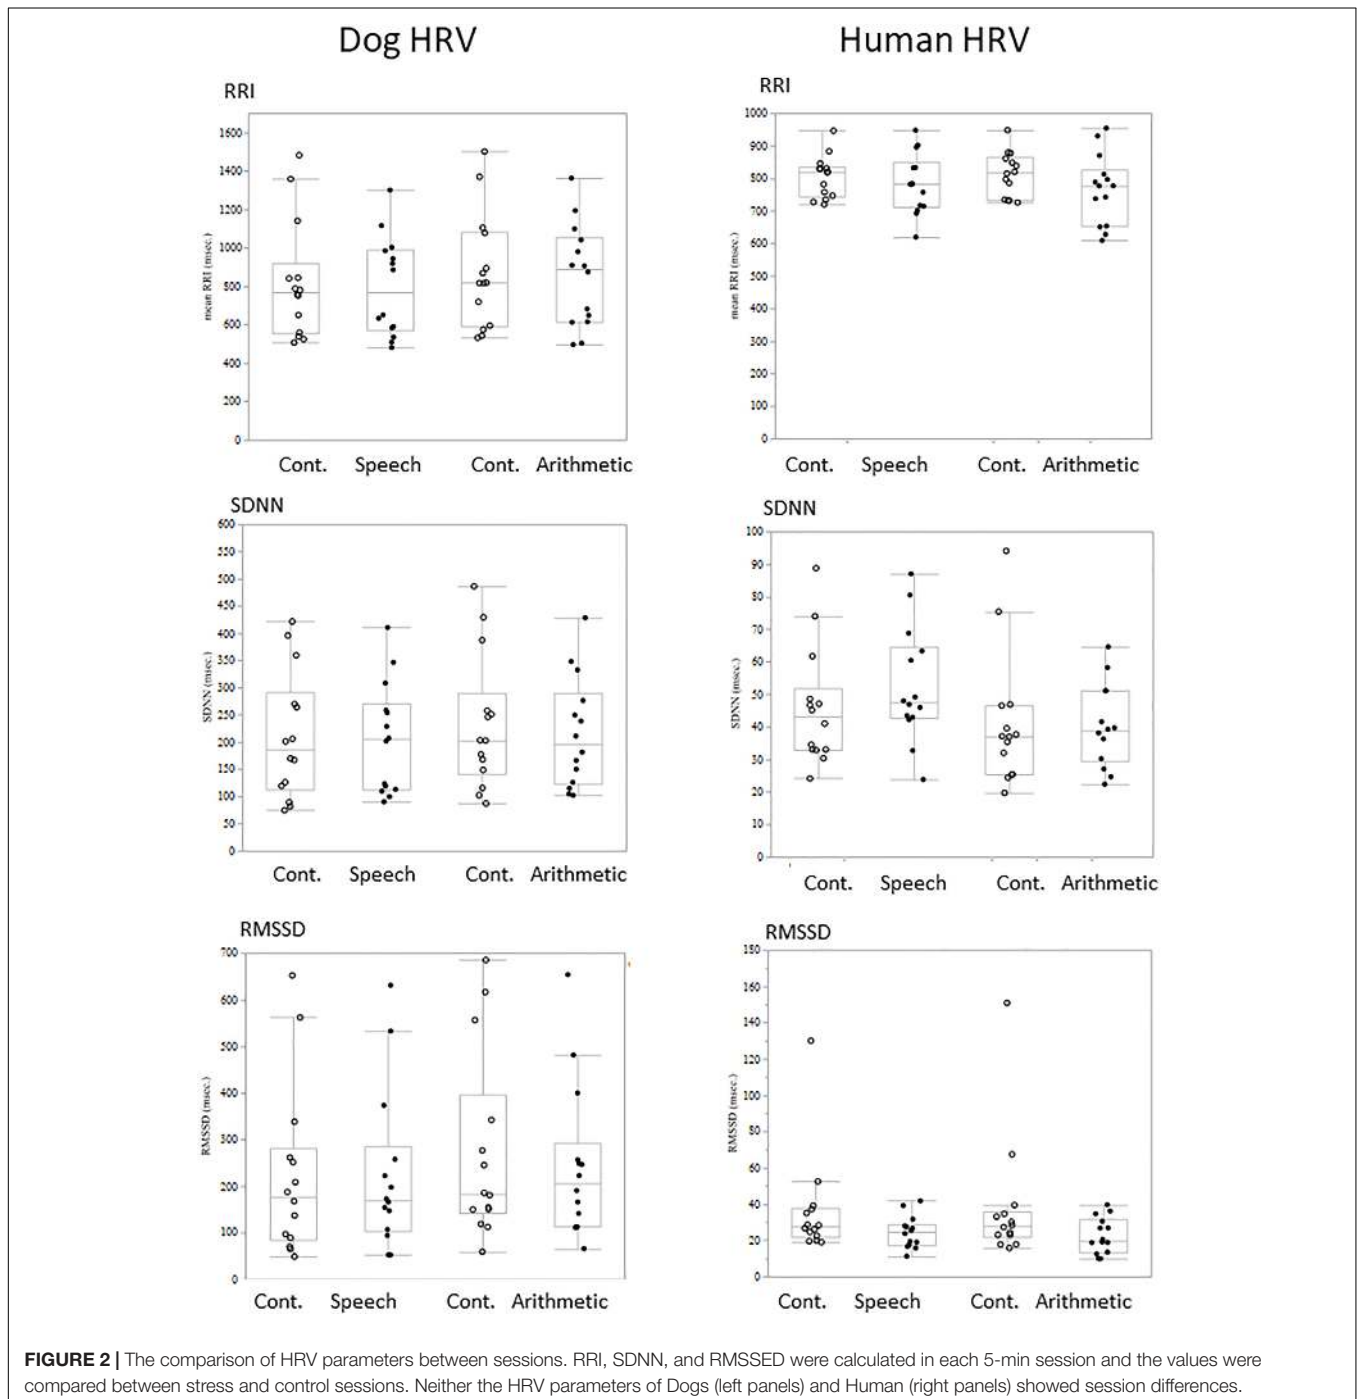 Dog HRV
Human HRV
RRI
1600
1400
1200
1000
800
600
400
200
0
mean RRI (msec.)
Cont. Speech Cont. Arithmetic
RRI
1000
900
800
700
600
500
400
300
200
100
0
mean RRI (msec.)
Cont. Speech Cont. Arithmetic
SDNN
600
550
500
450
400
350
300
250
200
150
100
50
0
SDNN (msec.)
Cont. Speech Cont. Arithmetic
SDNN
100
90
80
70
60
50
40
30
20
10
0
SDNN (msec.)
Cont. Speech Cont. Arithmetic
RMSSD
700
600
500
400
300
200
100
0
RMSSD (msec.)
Cont. Speech Cont. Arithmetic
RMSSD
180
160
140
120
100
80
60
40
20
0
RMSSD (msec.)
Cont. Speech Cont. Arithmetic
FIGURE 2 | The comparison of HRV parameters between sessions. RRI, SDNN, and RMSSED were calculated in each 5-min session and the values were
compared between stress and control sessions. Neither the HRV parameters of Dogs (left panels) and Human (right panels) showed session differences.